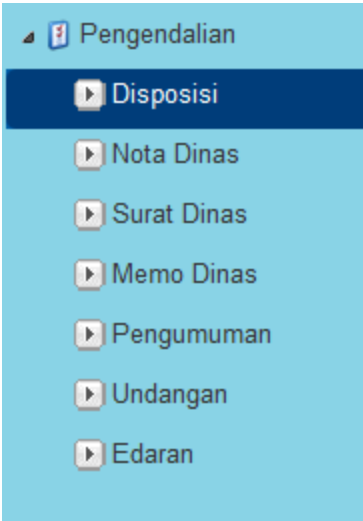 Pengendalian
Disposisi
Nota Dinas
Surat Dinas
Memo Dinas
Pengumuman
Undangan
Edaran